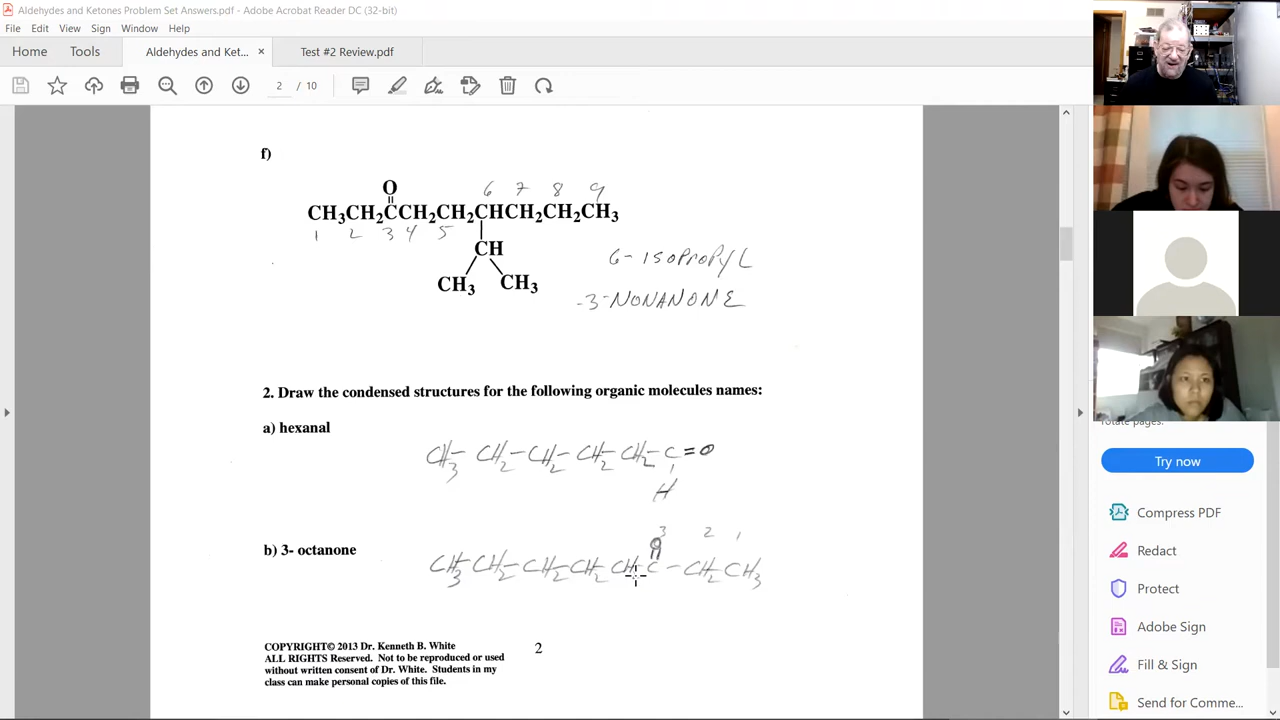 Aldehydes and Ketones Problem Set Answers.pdf - Adobe Acrobat Reader DC (32-bit)
File Edit View Sign Window Help
Home Tools Aldehydes and Ket... × Test #2 Review.pdf
2 / 10
f)
O 6 7 8 9
CH3CH2CCH2CH2CHCH2CH2CH3
1 2 3 4 5
CH
CH3 CH3
6-ISOPROPYL
-3-NONANONE
2. Draw the condensed structures for the following organic molecules names:
a) hexanal
CH3-CH2-CH2-CH2-CH2-C=O
H
3 2 1
O
b) 3- octanone
CH3 CH2-CH2-CH2-CH2 C-CH2 CH3
COPYRIGHT© 2013 Dr. Kenneth B. White
ALL RIGHTS Reserved. Not to be reproduced or used
without written consent of Dr. White. Students in my
class can make personal copies of this file.
2
rotate pages.
Try now
Compress PDF
Redact
Protect
Adobe Sign
Fill & Sign
Send for Comme...